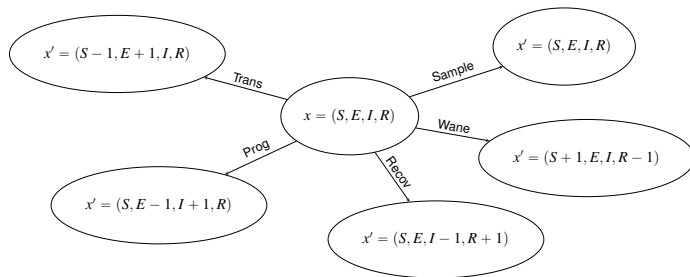 x′ = (S−1, E+1, I, R)
x′ = (S, E, I, R)
Trans
Sample
x = (S, E, I, R)
Wane
Prog
Recov
x′ = (S+1, E, I, R−1)
x′ = (S, E−1, I+1, R)
x′ = (S, E, I−1, R+1)